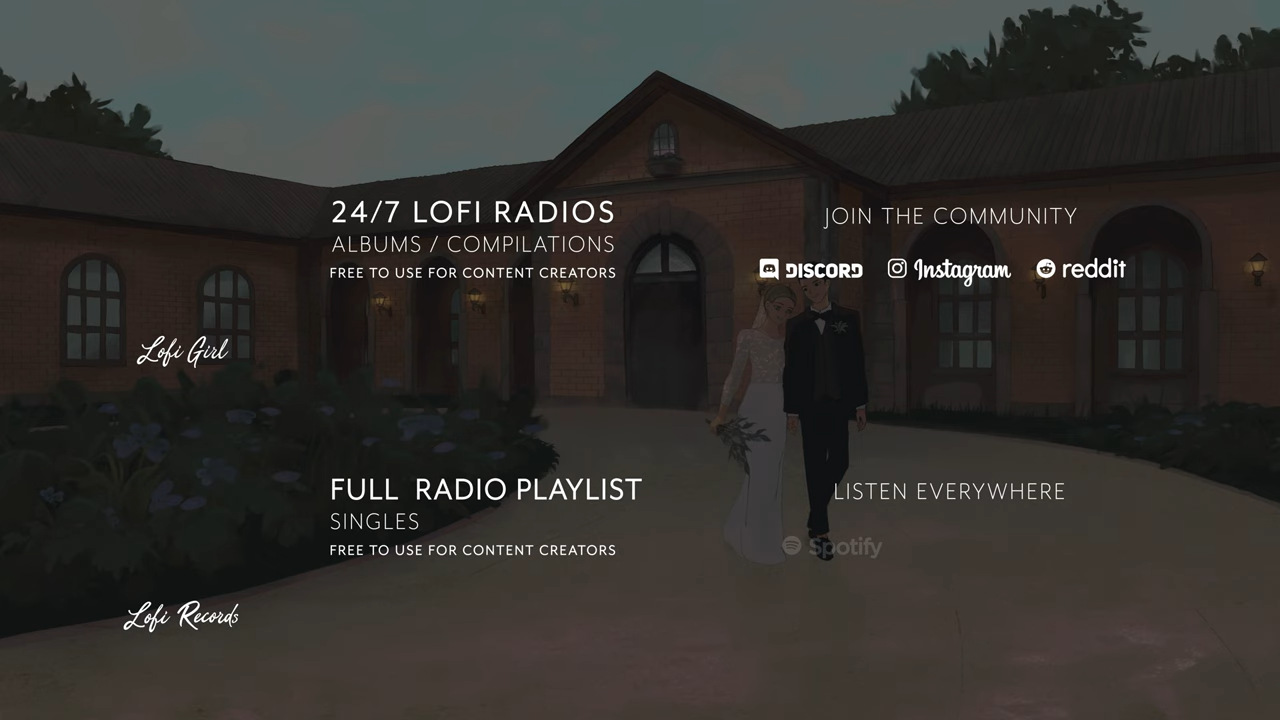 24/7 LOFI RADIOS
ALBUMS / COMPILATIONS
FREE TO USE FOR CONTENT CREATORS
Lofi Girl
JOIN THE COMMUNITY
DISCORD Instagram reddit
FULL RADIO PLAYLIST
SINGLES
FREE TO USE FOR CONTENT CREATORS
Lofi Records
LISTEN EVERYWHERE
Spotify